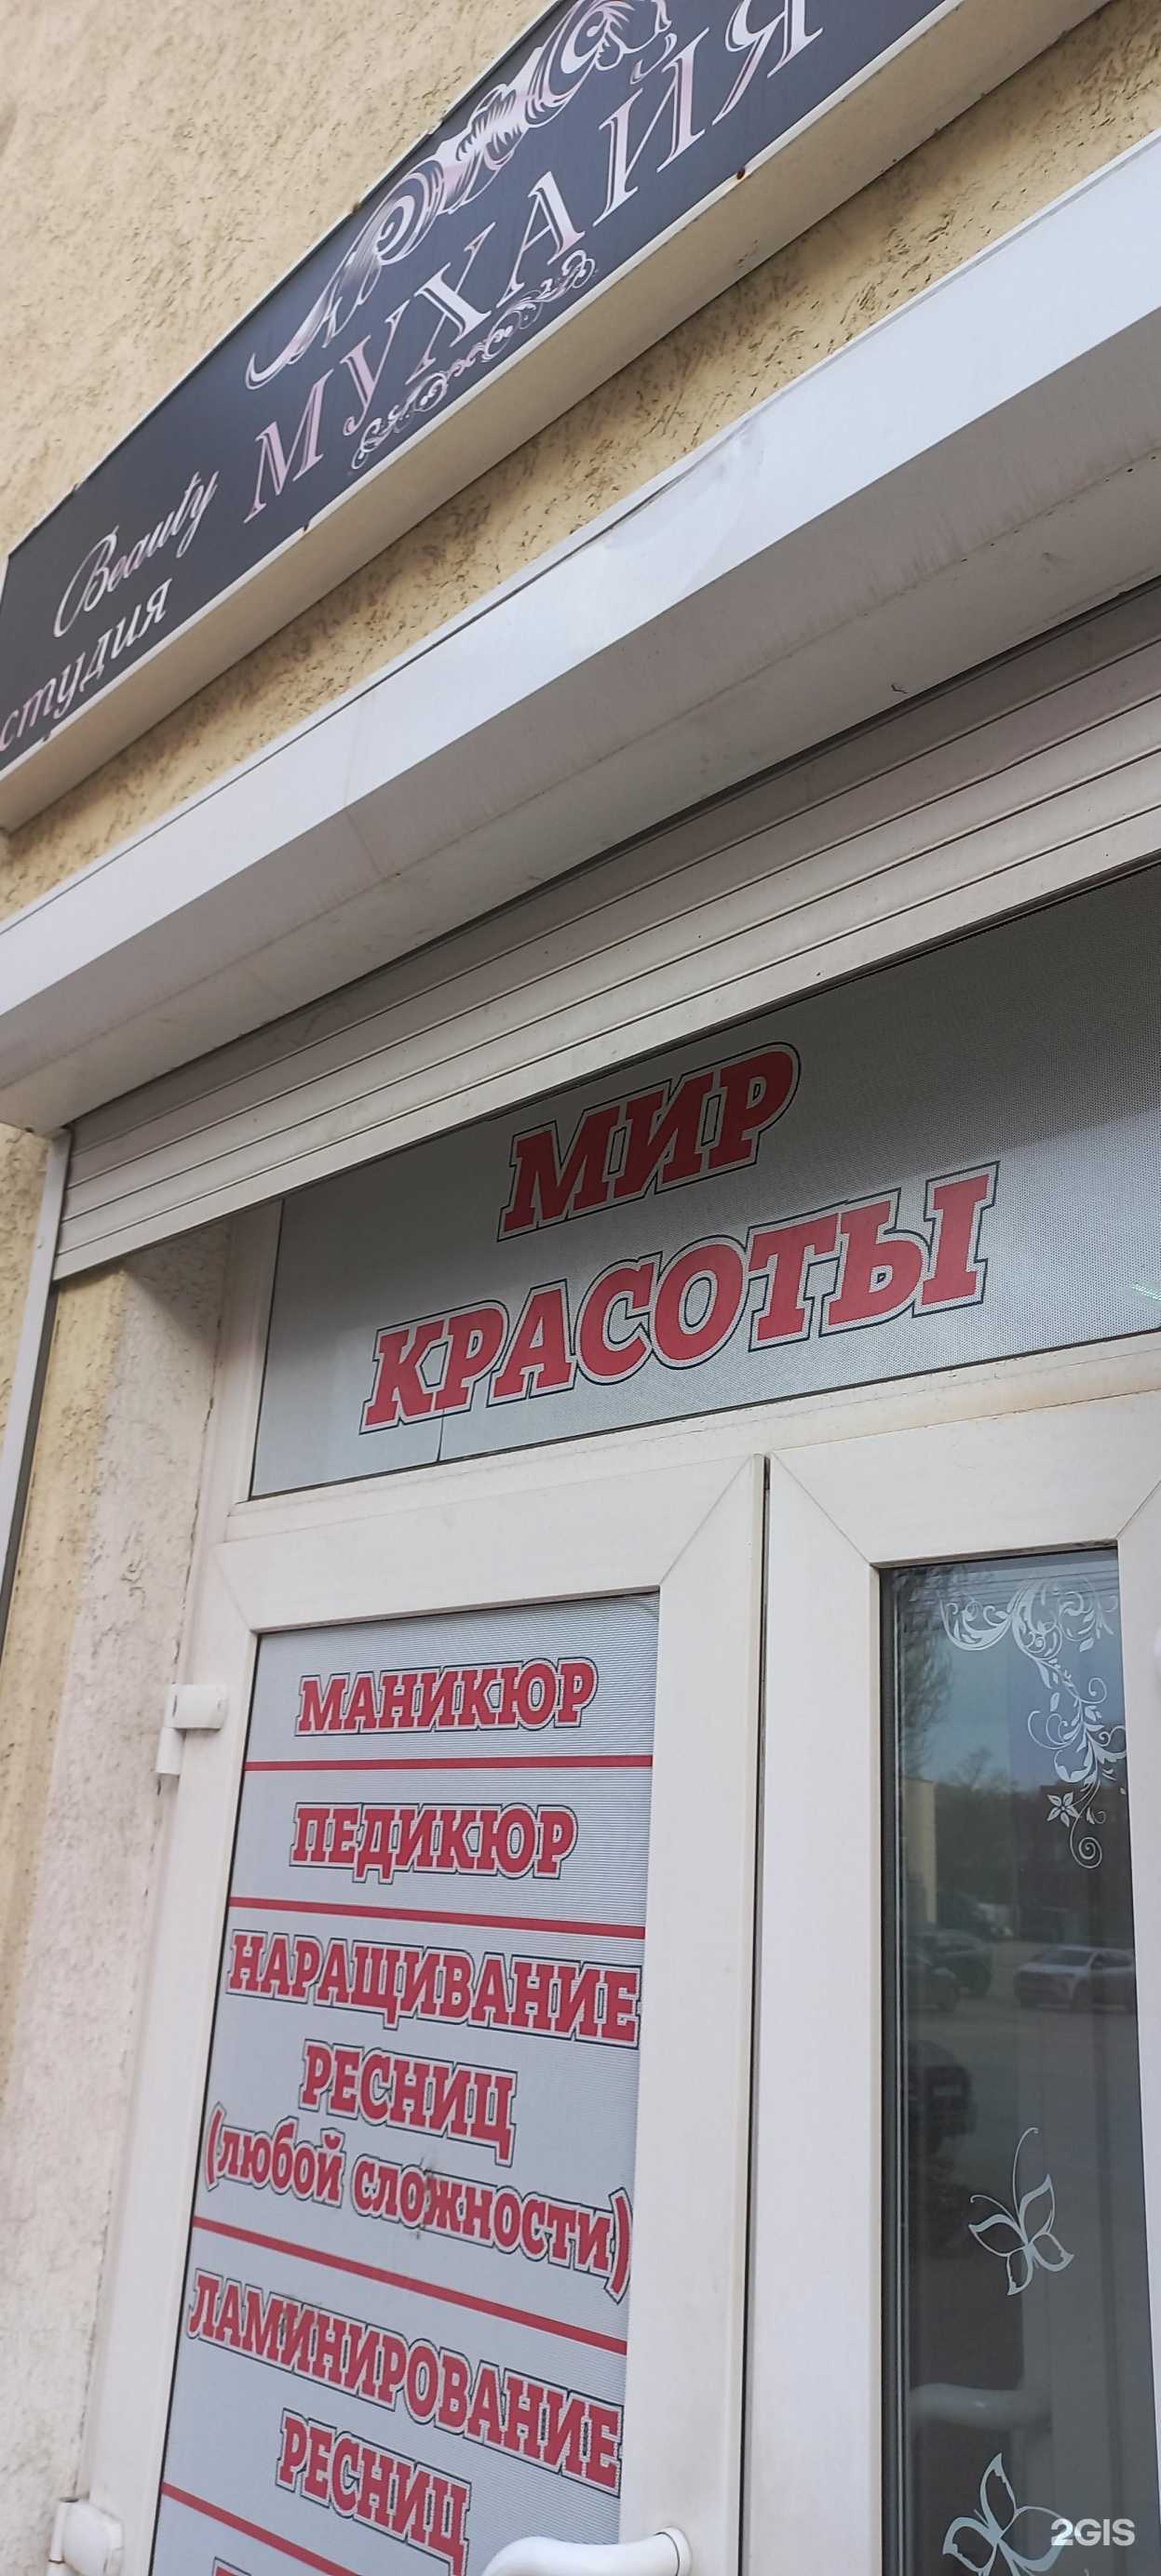 Beauty
студия
МУХАЙЯ
МИР
КРАСОТЫ
МАНИКЮР
ПЕДИКЮР
НАРАЩИВАНИЕ
РЕСНИЦ
(любой сложности)
ЛАМИНИРОВАНИЕ
РЕСНИЦ
2GIS